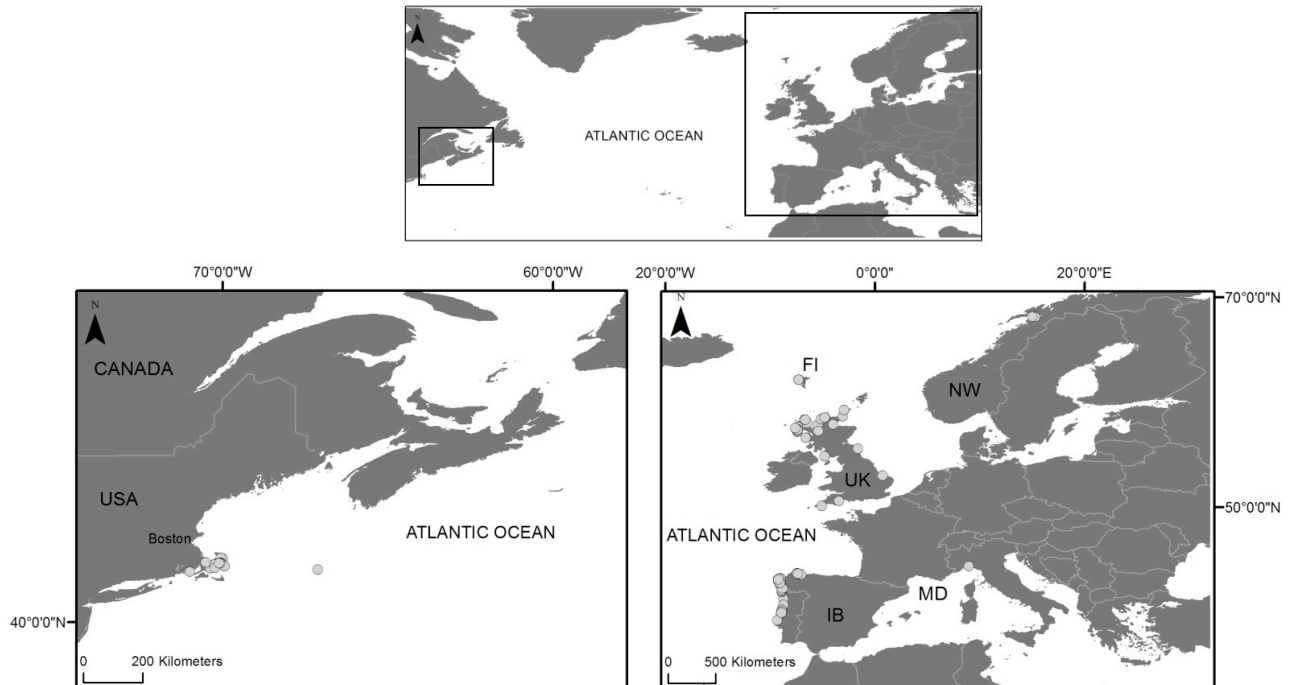 N
ATLANTIC OCEAN
70°0'0"W
60°0'0"W
N
CANADA
USA
Boston
ATLANTIC OCEAN
40°0'0"N
0
200 Kilometers
20°0'0"W
0°0'0"
20°0'0"E
70°0'0"N
N
FI
NW
UK
50°0'0"N
ATLANTIC OCEAN
MD
IB
0
500 Kilometers